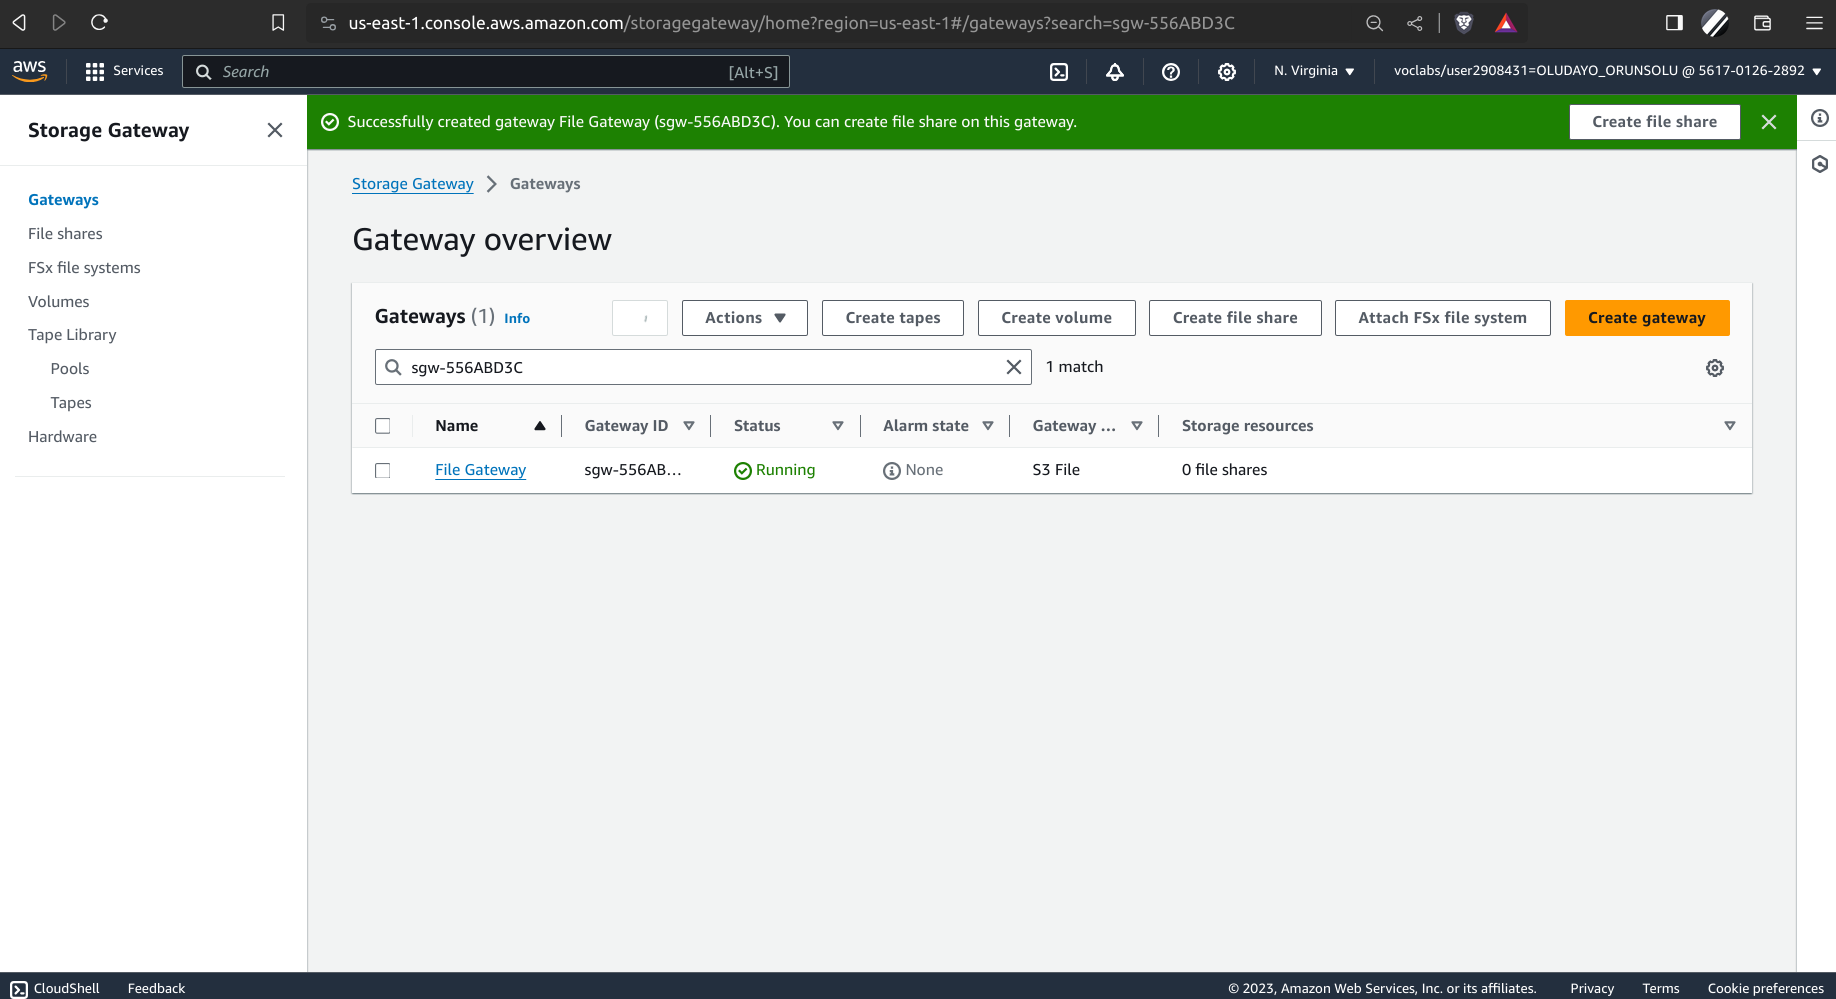 us-east-1.console.aws.amazon.com/storagegateway/home?region=us-east-1#/gateways?search=sgw-556ABD3C
aws Services Search [Alt+S] N. Virginia ▼ voclabs/user2908431=OLUDAYO_ORUNSOLU @ 5617-0126-2892 ▼
Storage Gateway
Gateways
File shares
FSx file systems
Volumes
Tape Library
Pools
Tapes
Hardware
Successfully created gateway File Gateway (sgw-556ABD3C). You can create file share on this gateway. Create file share
Storage Gateway > Gateways
Gateway overview
Gateways (1) Info Actions ▼ Create tapes Create volume Create file share Attach FSx file system Create gateway
sgw-556ABD3C 1 match
Name Gateway ID Status Alarm state Gateway ... Storage resources
File Gateway sgw-556AB... Running None S3 File 0 file shares
CloudShell Feedback © 2023, Amazon Web Services, Inc. or its affiliates. Privacy Terms Cookie preferences